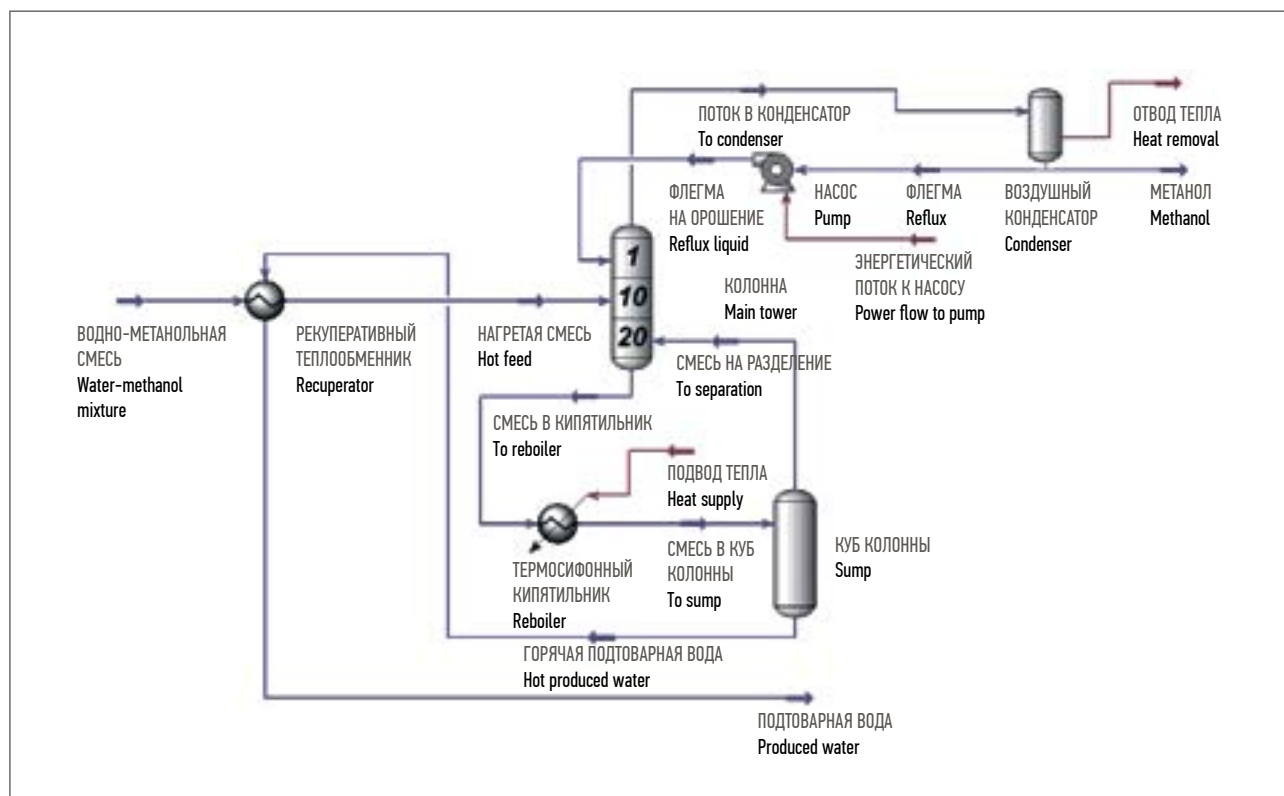 ПОТОК В КОНДЕНСАТОР
To condenser
ОТВОД ТЕПЛА
Heat removal
ФЛЕГМА
НА ОРОШЕНИЕ
Reflux liquid
НАСОС
Pump
ФЛЕГМА
Reflux
ВОЗДУШНЫЙ
КОНДЕНСАТОР
Condenser
МЕТАНОЛ
Methanol
ЭНЕРГЕТИЧЕСКИЙ
ПОТОК К НАСОСУ
Power flow to pump
1
10
20
КОЛОННА
Main tower
ВОДНО-МЕТАНОЛЬНАЯ
СМЕСЬ
Water-methanol
mixture
РЕКУПЕРАТИВНЫЙ
ТЕПЛООБМЕННИК
Recuperator
НАГРЕТАЯ СМЕСЬ
Hot feed
СМЕСЬ НА РАЗДЕЛЕНИЕ
To separation
СМЕСЬ В КИПЯТИЛЬНИК
To reboiler
ПОДВОД ТЕПЛА
Heat supply
ТЕРМОСИФОННЫЙ
КИПЯТИЛЬНИК
Reboiler
СМЕСЬ В КУБ
КОЛОННЫ
To sump
КУБ КОЛОННЫ
Sump
ГОРЯЧАЯ ПОДТОВАРНАЯ ВОДА
Hot produced water
ПОДТОВАРНАЯ ВОДА
Produced water